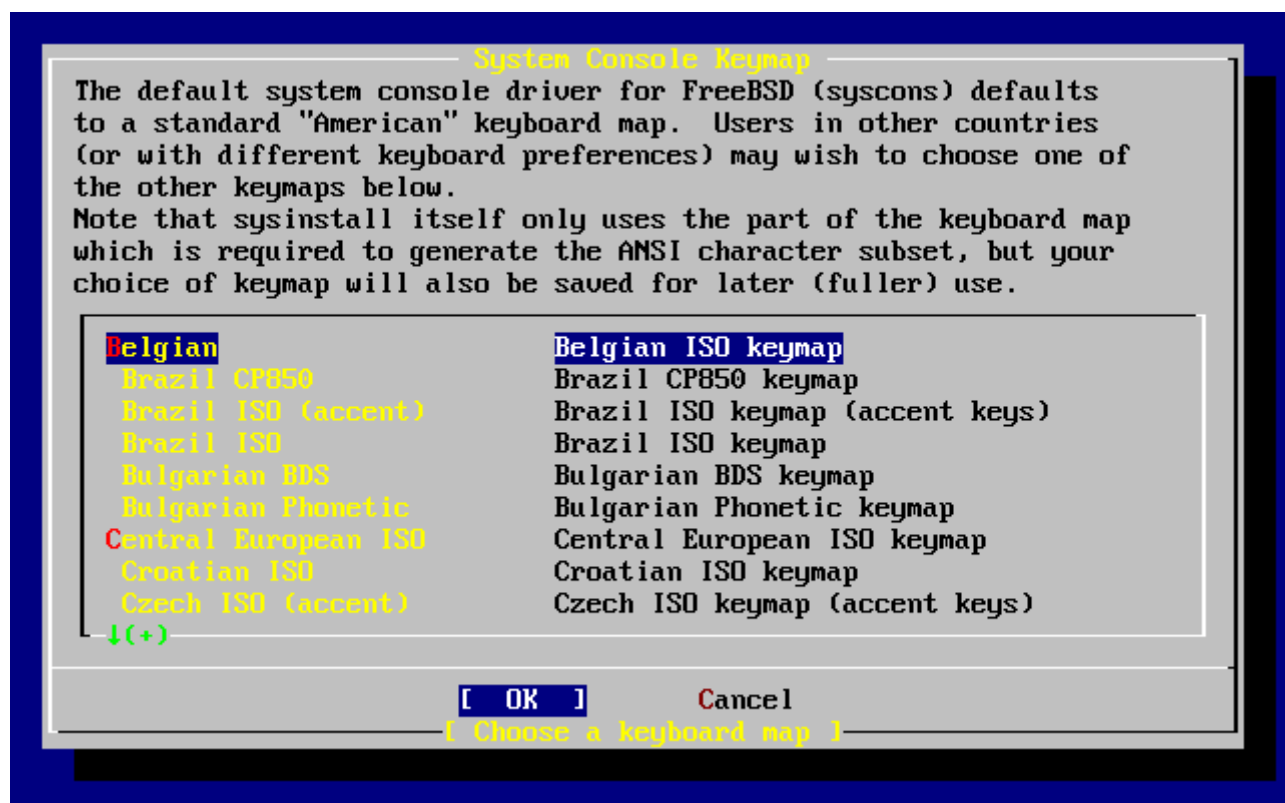 System Console Keymap
The default system console driver for FreeBSD (syscons) defaults
to a standard "American" keyboard map.  Users in other countries
(or with different keyboard preferences) may wish to choose one of
the other keymaps below.
Note that sysinstall itself only uses the part of the keyboard map
which is required to generate the ANSI character subset, but your
choice of keymap will also be saved for later (fuller) use.
Belgian Belgian ISO keymap
Brazil CP850 Brazil CP850 keymap
Brazil ISO (accent) Brazil ISO keymap (accent keys)
Brazil ISO Brazil ISO keymap
Bulgarian BDS Bulgarian BDS keymap
Bulgarian Phonetic Bulgarian Phonetic keymap
Central European ISO Central European ISO keymap
Croatian ISO Croatian ISO keymap
Czech ISO (accent) Czech ISO keymap (accent keys)
↓(+)
[ OK ] Cancel
[ Choose a keyboard map ]